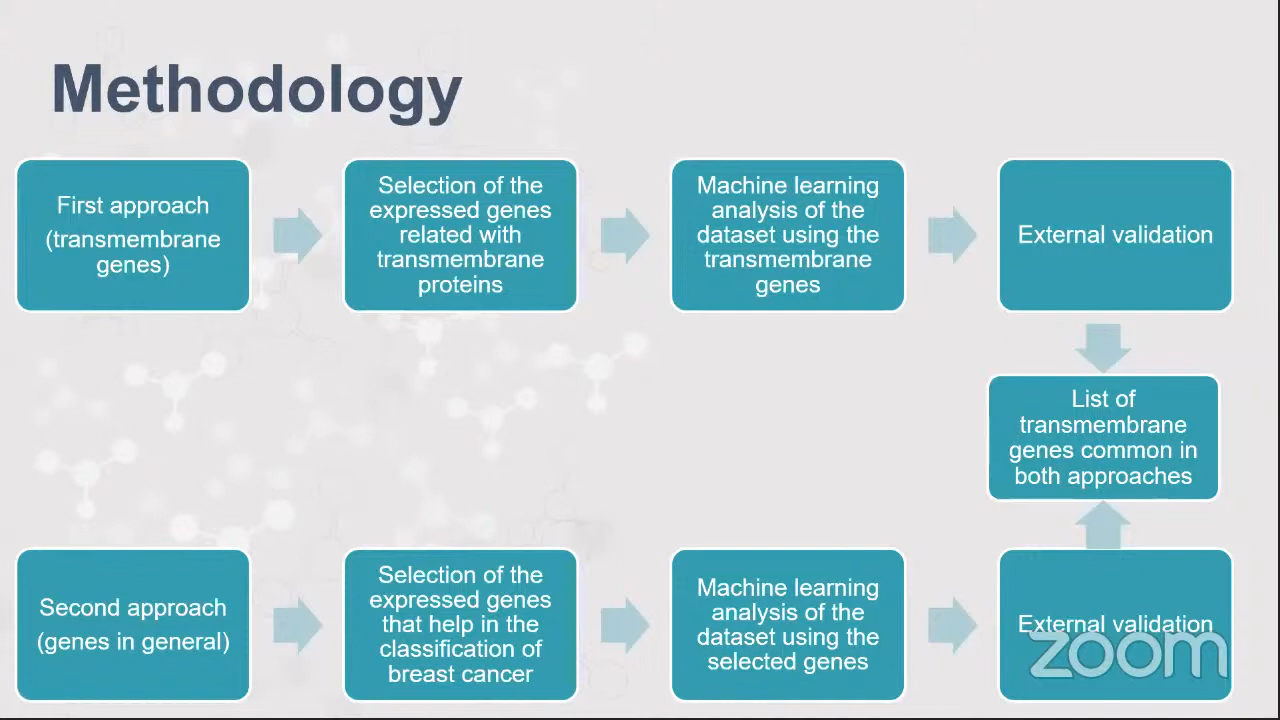 Methodology
First approach
(transmembrane
genes)
Selection of the
expressed genes
related with
transmembrane
proteins
Machine learning
analysis of the
dataset using the
transmembrane
genes
External validation
List of
transmembrane
genes common in
both approaches
Second approach
(genes in general)
Selection of the
expressed genes
that help in the
classification of
breast cancer
Machine learning
analysis of the
dataset using the
selected genes
External validation
zoom